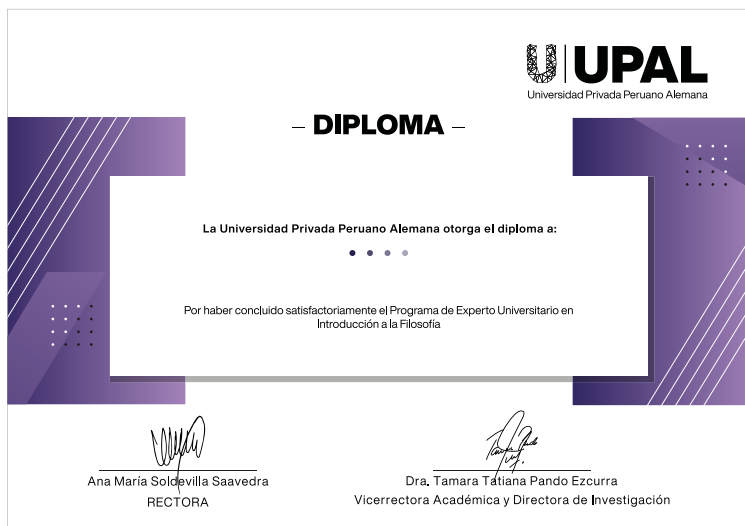 UPAL
Universidad Privada Peruano Alemana
– DIPLOMA –
La Universidad Privada Peruano Alemana otorga el diploma a:
Por haber concluido satisfactoriamente el Programa de Experto Universitario en
Introducción a la Filosofía
Ana María Soldevilla Saavedra
RECTORA
Dra. Tamara Tatiana Pando Ezcurra
Vicerrectora Académica y Directora de Investigación